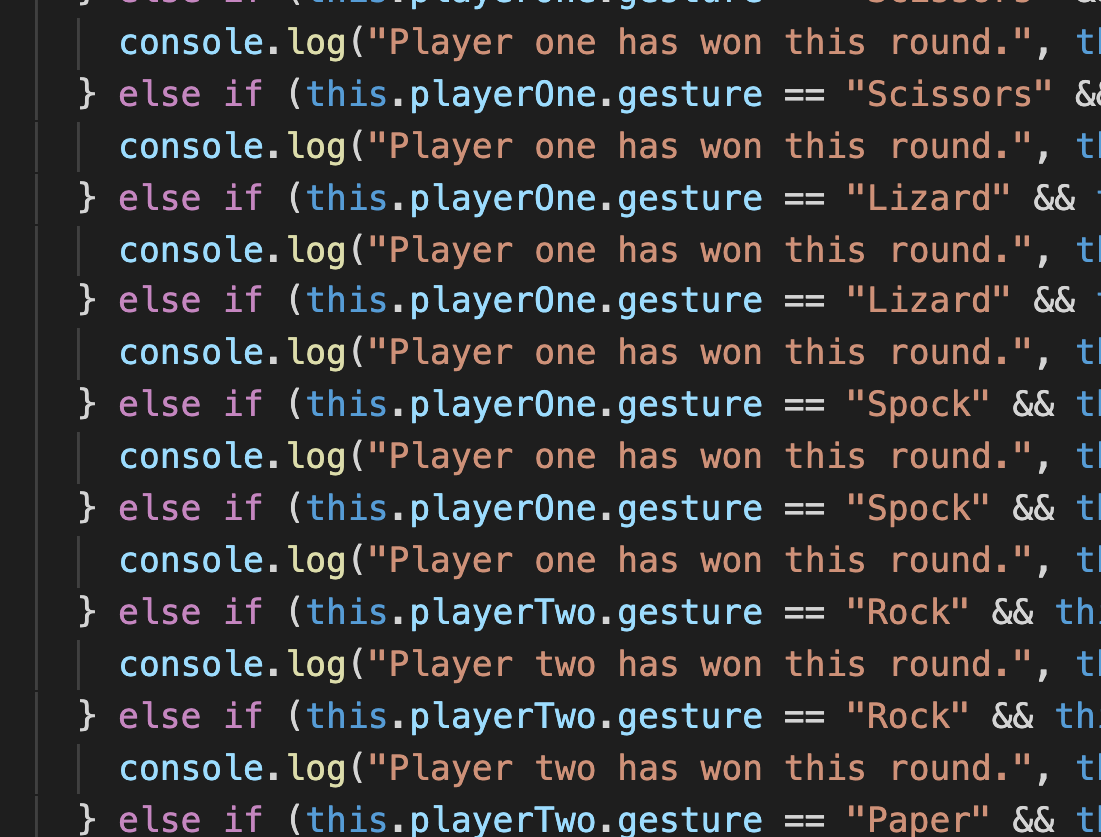 } else if (this.playerOne.gesture == "Scissors" &&
console.log("Player one has won this round.", th
} else if (this.playerOne.gesture == "Scissors" &&
console.log("Player one has won this round.", th
} else if (this.playerOne.gesture == "Lizard" &&
console.log("Player one has won this round.", th
} else if (this.playerOne.gesture == "Lizard" &&
console.log("Player one has won this round.", th
} else if (this.playerOne.gesture == "Spock" && th
console.log("Player one has won this round.", th
} else if (this.playerOne.gesture == "Spock" && th
console.log("Player one has won this round.", th
} else if (this.playerTwo.gesture == "Rock" && thi
console.log("Player two has won this round.", th
} else if (this.playerTwo.gesture == "Rock" && thi
console.log("Player two has won this round.", th
} else if (this.playerTwo.gesture == "Paper" && th